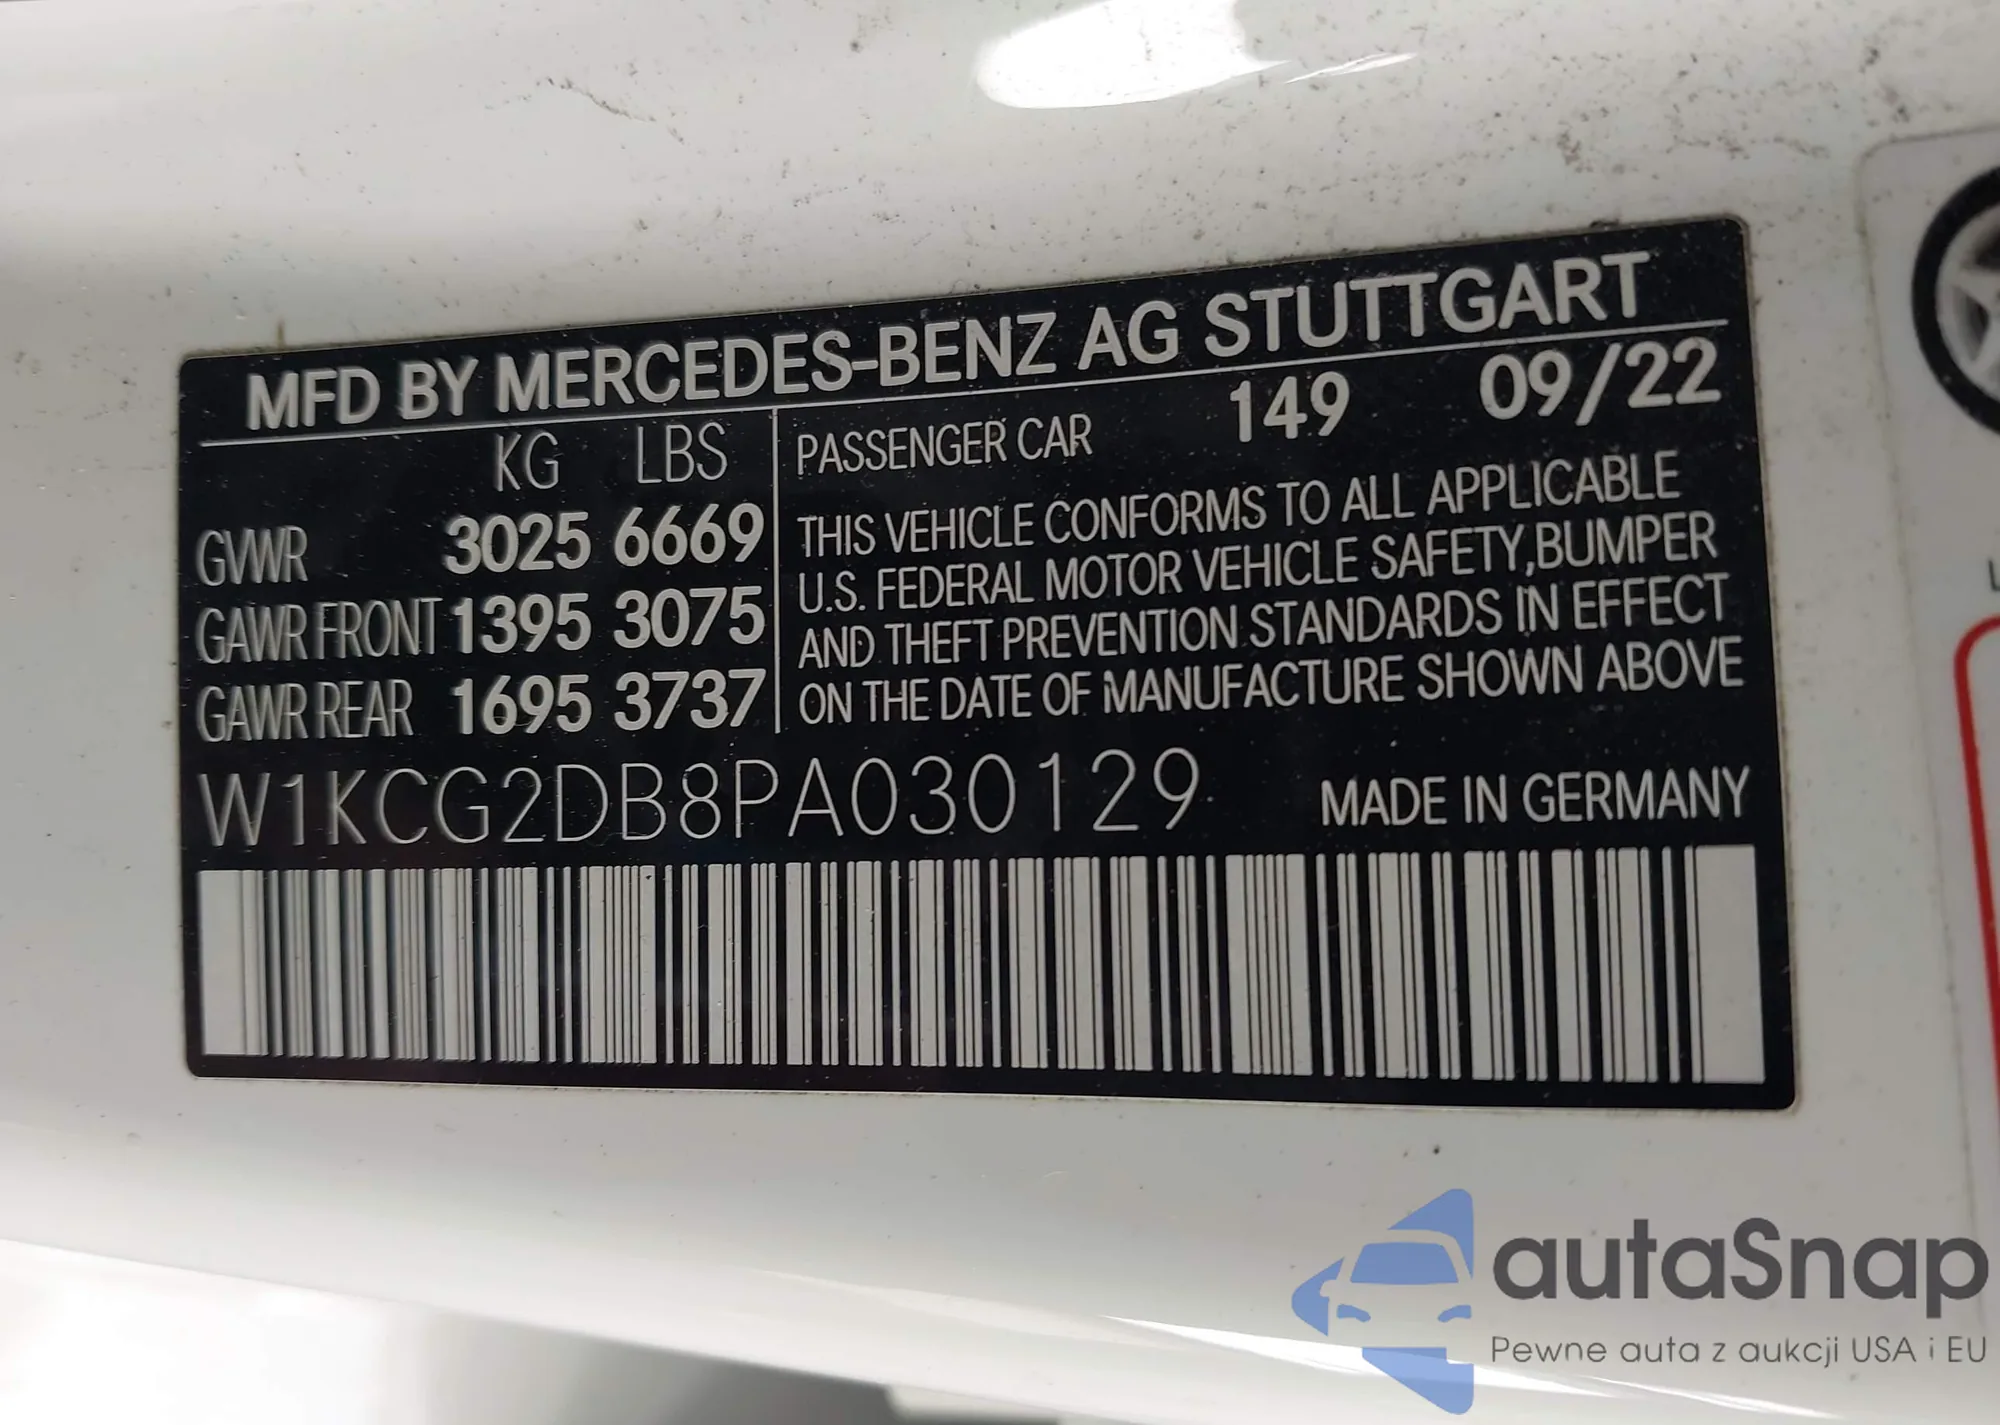 MFD BY MERCEDES-BENZ AG STUTTGART
KG LBS
GVWR 3025 6669
GAWR FRONT 1395 3075
GAWR REAR 1695 3737
PASSENGER CAR 149 09/22
THIS VEHICLE CONFORMS TO ALL APPLICABLE
U.S. FEDERAL MOTOR VEHICLE SAFETY,BUMPER
AND THEFT PREVENTION STANDARDS IN EFFECT
ON THE DATE OF MANUFACTURE SHOWN ABOVE
W1KCG2DB8PA030129 MADE IN GERMANY
autaSnap
Pewne auta z aukcji USA i EU